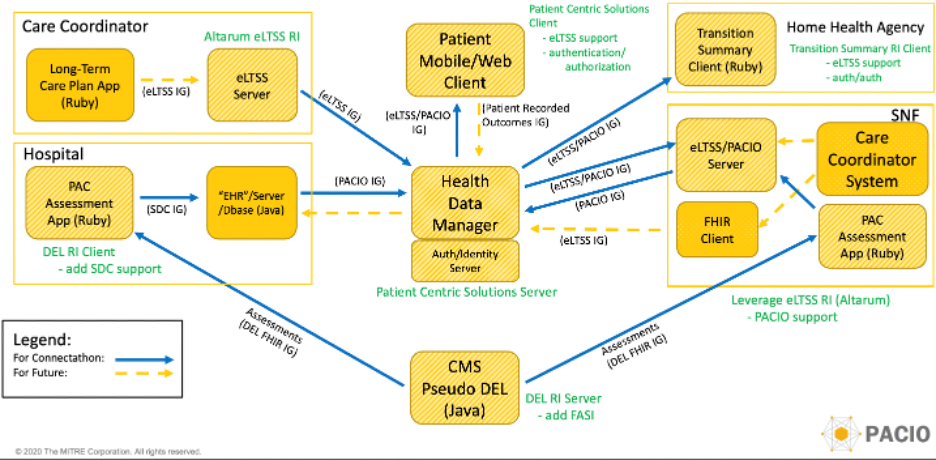 Care Coordinator
Long-Term
Care Plan App
(Ruby)
(eLTSS IG)
Altarum eLTSS RI
eLTSS
Server
(eLTSS IG)
Patient
Mobile/Web
Client
Patient Centric Solutions
Client
- eLTSS support
- authentication/
authorization
(eLTSS/PACIO
IG)
(Patient Recorded
Outcomes IG)
Home Health Agency
Transition
Summary
Client (Ruby)
Transition Summary RI Client
- eLTSS support
- auth/auth
(eLTSS/PACIO IG)
Hospital
PAC
Assessment
App (Ruby)
(SDC IG)
"EHR"/Server
/Dbase (Java)
(PACIO IG)
DEL RI Client
- add SDC support
Health
Data
Manager
Auth/Identity
Server
Patient Centric Solutions Server
(eLTSS/PACIO IG)
(PACIO IG)
(eLTSS IG)
SNF
eLTSS/PACIO
Server
Care
Coordinator
System
FHIR
Client
PAC
Assessment
App (Ruby)
Leverage eLTSS RI (Altarum)
- PACIO support
Assessments
(DEL FHIR IG)
Assessments
(DEL FHIR IG)
CMS
Pseudo DEL
(Java)
DEL RI Server
- add FASI
Legend:
For Connectathon:
For Future:
© 2020 The MITRE Corporation. All rights reserved.
PACIO